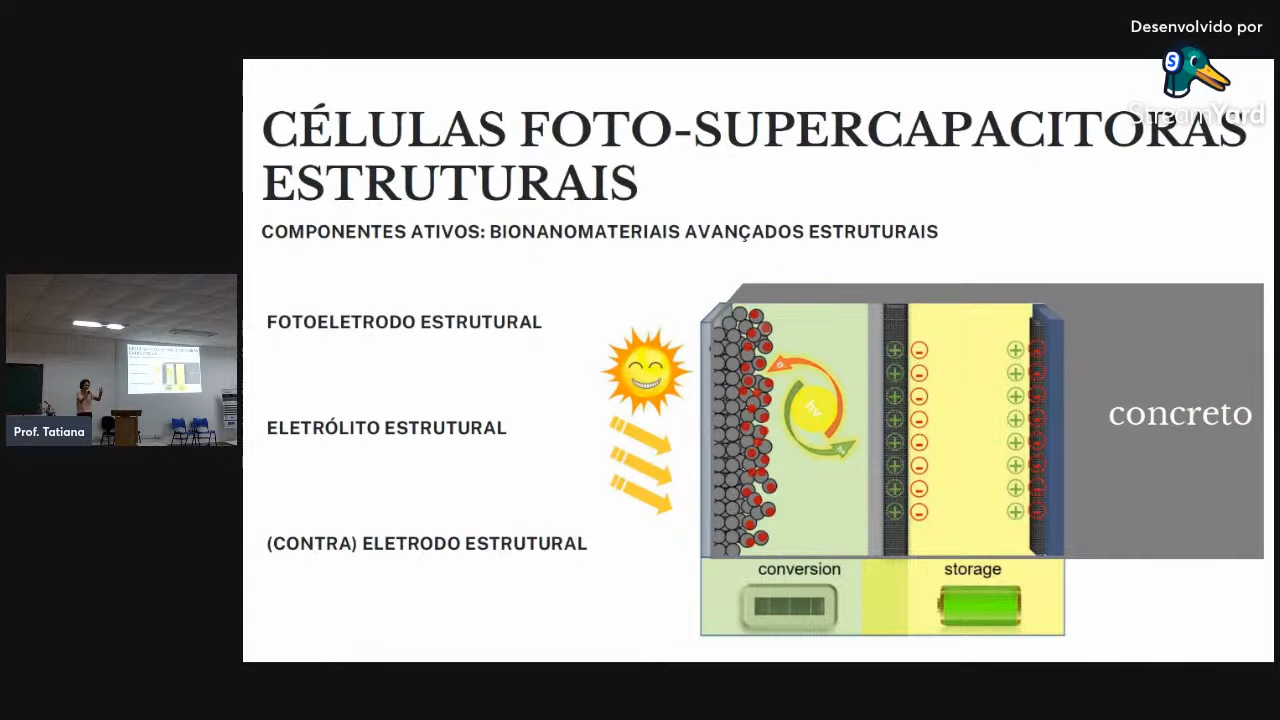 Desenvolvido por
StreamYard
CÉLULAS FOTO-SUPERCAPACITORAS
ESTRUTURAIS
COMPONENTES ATIVOS: BIONANOMATERIAIS AVANÇADOS ESTRUTURAIS
FOTOELETRODO ESTRUTURAL
ELETRÓLITO ESTRUTURAL
(CONTRA) ELETRODO ESTRUTURAL
hν
concreto
conversion
storage
Prof. Tatiana